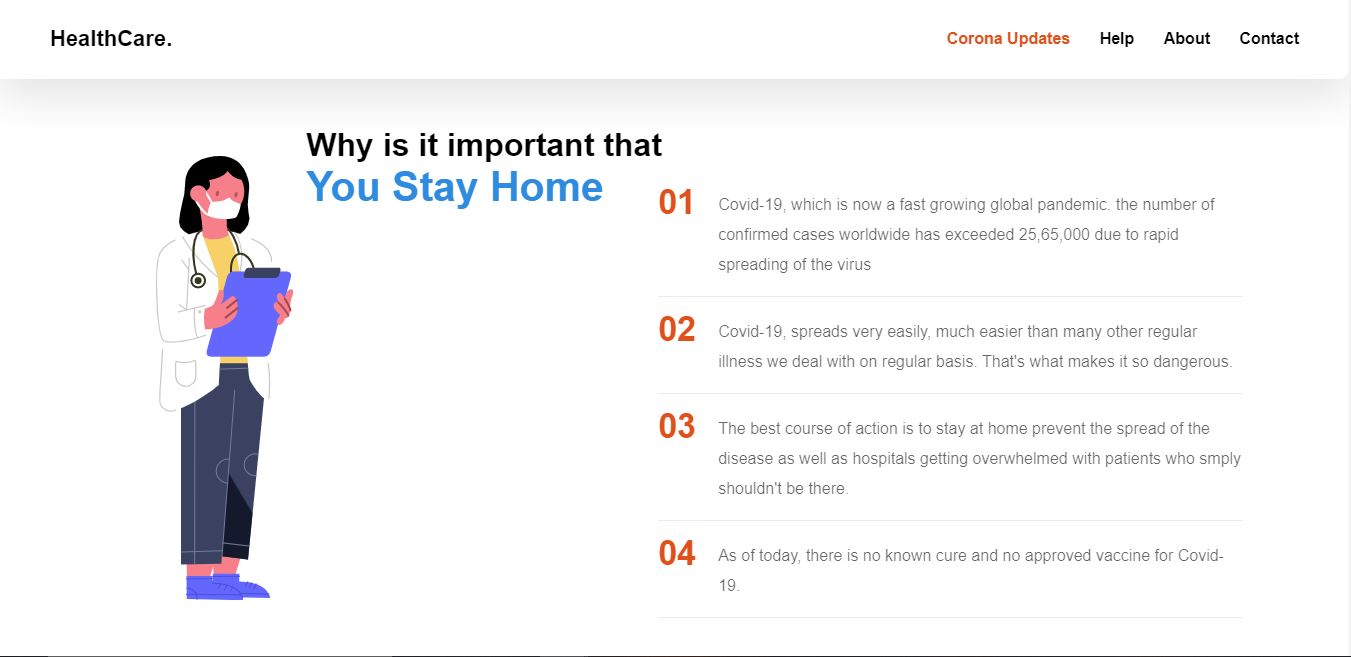 HealthCare.
Corona Updates Help About Contact
Why is it important that
You Stay Home
01
Covid-19, which is now a fast growing global pandemic. the number of
confirmed cases worldwide has exceeded 25,65,000 due to rapid
spreading of the virus
02
Covid-19, spreads very easily, much easier than many other regular
illness we deal with on regular basis. That's what makes it so dangerous.
03
The best course of action is to stay at home prevent the spread of the
disease as well as hospitals getting overwhelmed with patients who smply
shouldn't be there.
04
As of today, there is no known cure and no approved vaccine for Covid-
19.